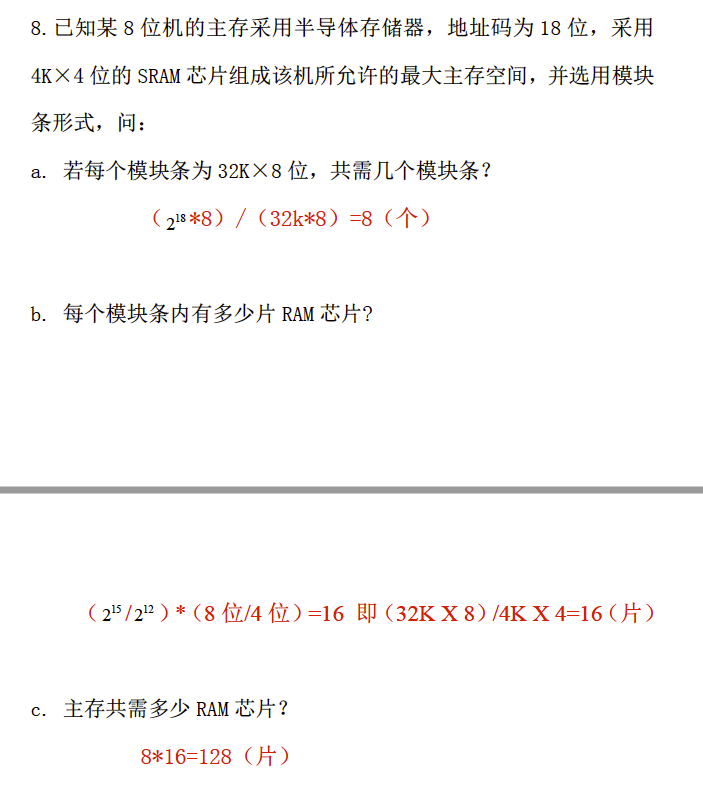 8.已知某 8 位机的主存采用半导体存储器，地址码为 18 位，采用
4K×4 位的 SRAM 芯片组成该机所允许的最大主存空间，并选用模块
条形式，问：
a. 若每个模块条为 32K×8 位，共需几个模块条？
（2¹⁸*8）/（32k*8）=8（个）
b. 每个模块条内有多少片 RAM 芯片?
（2¹⁵/2¹²）*（8 位/4 位）=16 即（32K X 8）/4K X 4=16（片）
c. 主存共需多少 RAM 芯片？
8*16=128（片）